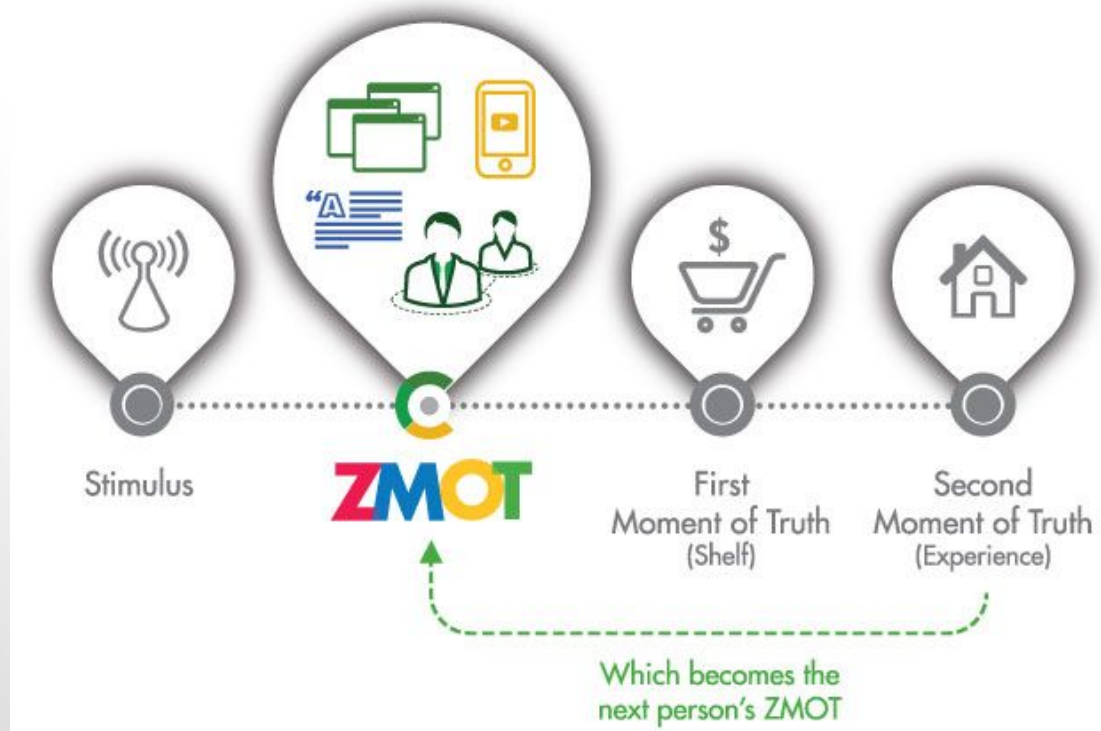 “A
$
Stimulus
ZMOT
First
Moment of Truth
(Shelf)
Second
Moment of Truth
(Experience)
Which becomes the
next person's ZMOT